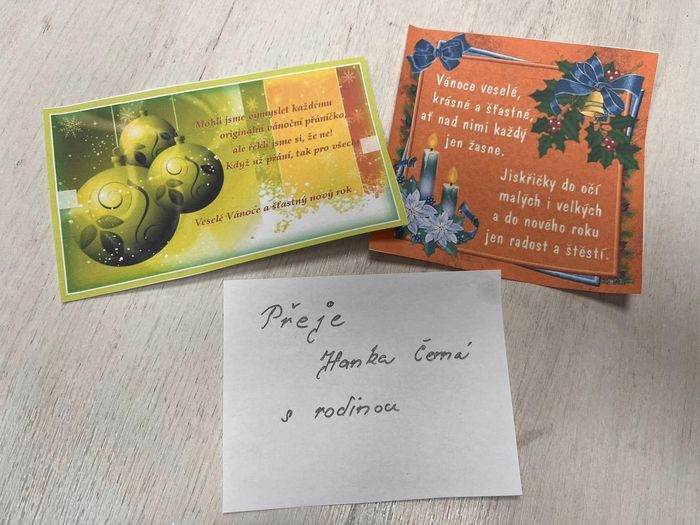 Mohli jsme vymyslet každému
originální vánoční přáníčko,
ale řekli jsme si, že ne!
Když už přání, tak pro všec
Veselé Vánoce a šťastný nový rok
Vánoce veselé,
krásné a šťastné,
ať nad nimi každý
jen žasne.
Jiskřičky do očí
malých i velkých
a do nového roku
jen radost a štěstí.
Přeje
Hanka Černá
s rodinou